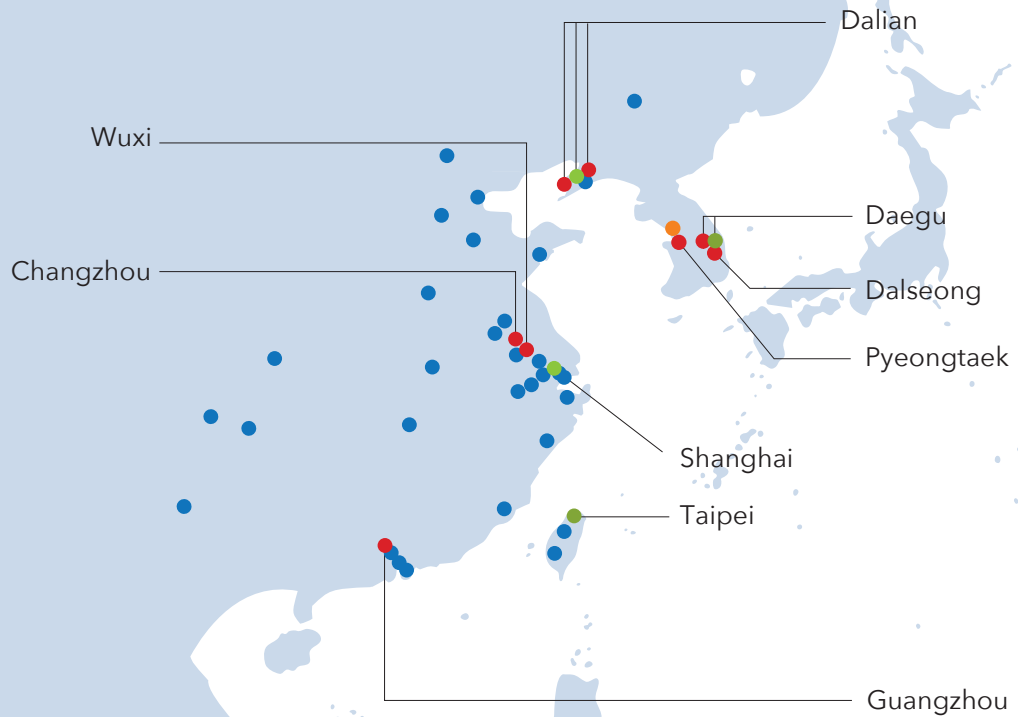 Dalian
Wuxi
Daegu
Changzhou
Dalseong
Pyeongtaek
Shanghai
Taipei
Guangzhou